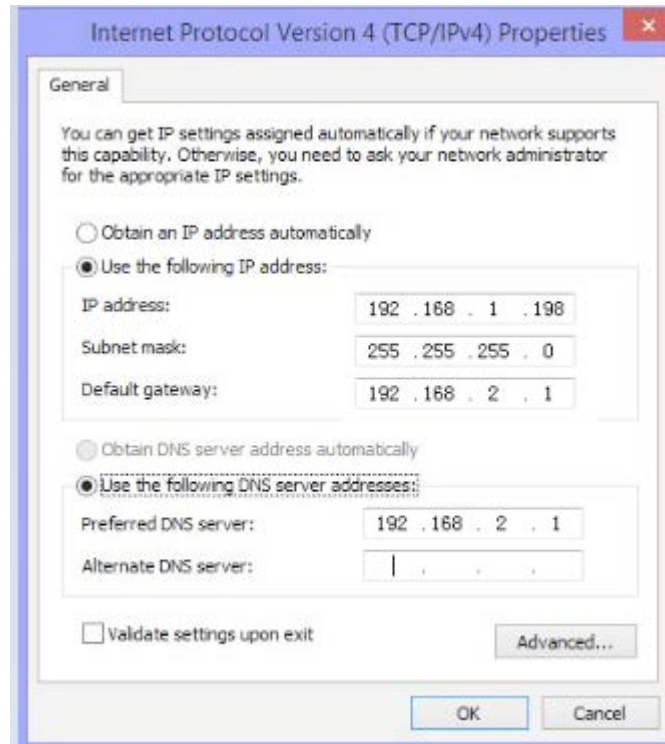 Internet Protocol Version 4 (TCP/IPv4) Properties
General
You can get IP settings assigned automatically if your network supports
this capability. Otherwise, you need to ask your network administrator
for the appropriate IP settings.
Obtain an IP address automatically
Use the following IP address:
IP address: 192 . 168 . 1 . 198
Subnet mask: 255 . 255 . 255 . 0
Default gateway: 192 . 168 . 2 . 1
Obtain DNS server address automatically
Use the following DNS server addresses:
Preferred DNS server: 192 . 168 . 2 . 1
Alternate DNS server: . . .
Validate settings upon exit
Advanced...
OK Cancel